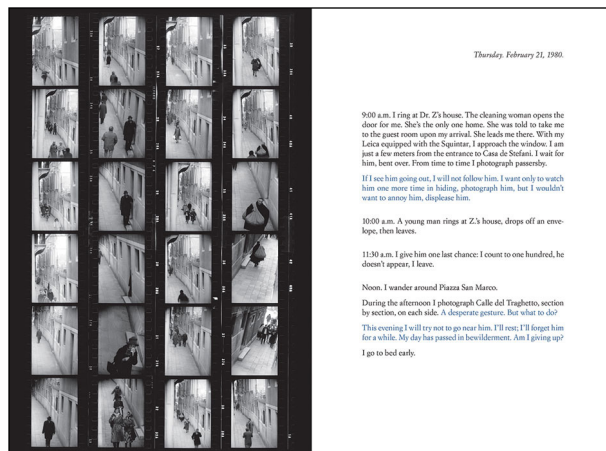 Thursday. February 21, 1980.
9:00 a.m. I ring at Dr. Z's house. The cleaning woman opens the
door for me. She's the only one home. She was told to take me
to the guest room upon my arrival. She leads me there. With my
Leica equipped with the Squintar, I approach the window. I am
just a few meters from the entrance to Casa de Stefani. I wait for
him, bent over. From time to time I photograph passersby.
If I see him going out, I will not follow him. I want only to watch
him one more time in hiding, photograph him, but I wouldn't
want to annoy him, displease him.
10:00 a.m. A young man rings at Z.'s house, drops off an enve-
lope, then leaves.
11:30 a.m. I give him one last chance: I count to one hundred, he
doesn't appear, I leave.
Noon. I wander around Piazza San Marco.
During the afternoon I photograph Calle del Traghetto, section
by section, on each side. A desperate gesture. But what to do?
This evening I will try not to go near him. I'll rest; I'll forget him
for a while. My day has passed in bewilderment. Am I giving up?
I go to bed early.